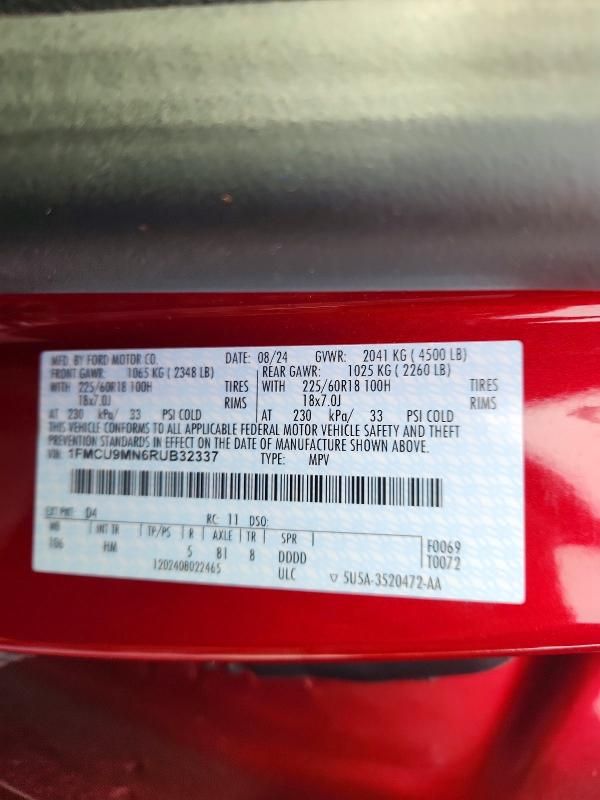 MFD. BY FORD MOTOR CO. DATE: 08/24 GVWR: 2041 KG ( 4500 LB)
FRONT GAWR: 1065 KG ( 2348 LB) REAR GAWR: 1025 KG ( 2260 LB)
WITH 225/60R18 100H TIRES WITH 225/60R18 100H TIRES
18x7.0J RIMS 18x7.0J RIMS
AT 230 kPa/ 33 PSI COLD AT 230 kPa/ 33 PSI COLD
THIS VEHICLE CONFORMS TO ALL APPLICABLE FEDERAL MOTOR VEHICLE SAFETY AND THEFT
PREVENTION STANDARDS IN EFFECT ON THE DATE OF MANUFACTURE SHOWN ABOVE.
VIN: 1FMCU9MN6RUB32337 TYPE: MPV
EXT PNT: D4 RC: 11 DSO:
WB INT TR TP/PS R AXLE TR SPR F0069
106 HM 5 81 8 DDDD T0072
1202408022465 ULC 5U5A-3520472-AA